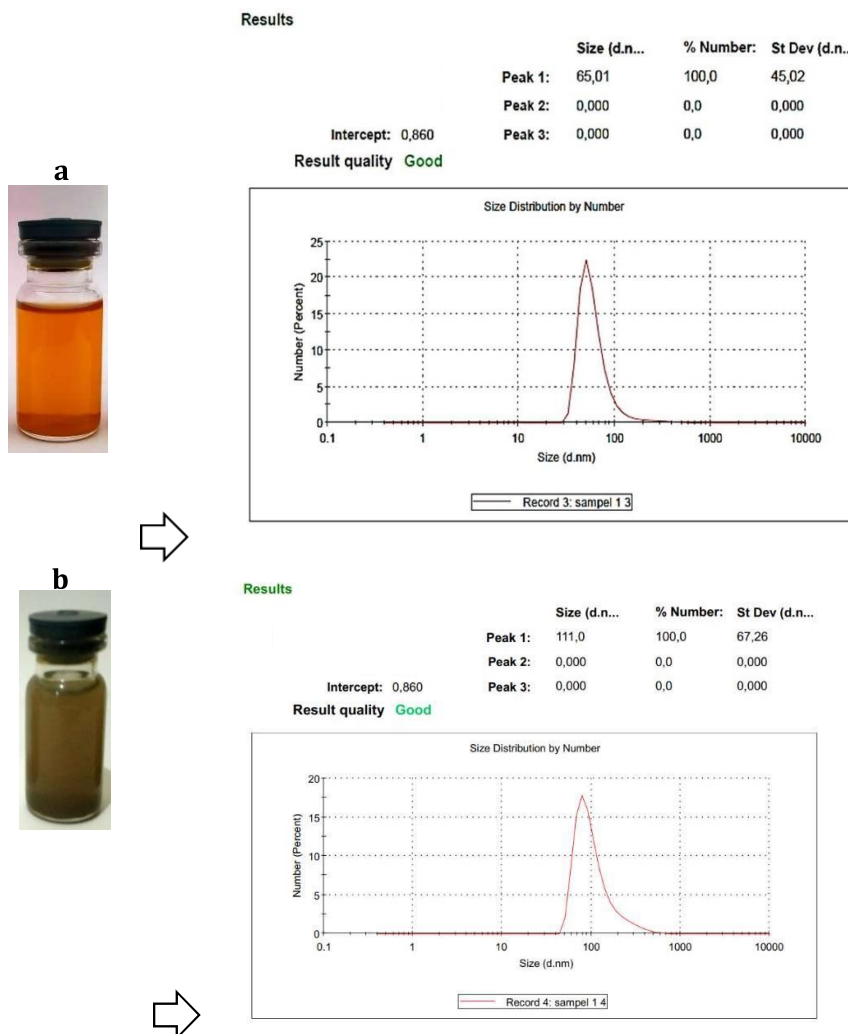 Results
Size (d.n... % Number: St Dev (d.n...
Peak 1: 65,01 100,0 45,02
Peak 2: 0,000 0,0 0,000
Intercept: 0,860 Peak 3: 0,000 0,0 0,000
Result quality Good
a
Size Distribution by Number
Number (Percent)
25
20
15
10
5
0
0.1 1 10 100 1000 10000
Size (d.nm)
Record 3: sampel 1 3
b
Results
Size (d.n... % Number: St Dev (d.n...
Peak 1: 111,0 100,0 67,26
Peak 2: 0,000 0,0 0,000
Intercept: 0,860 Peak 3: 0,000 0,0 0,000
Result quality Good
Size Distribution by Number
Number (Percent)
20
15
10
5
0
0.1 1 10 100 1000 10000
Size (d.nm)
Record 4: sampel 1 4